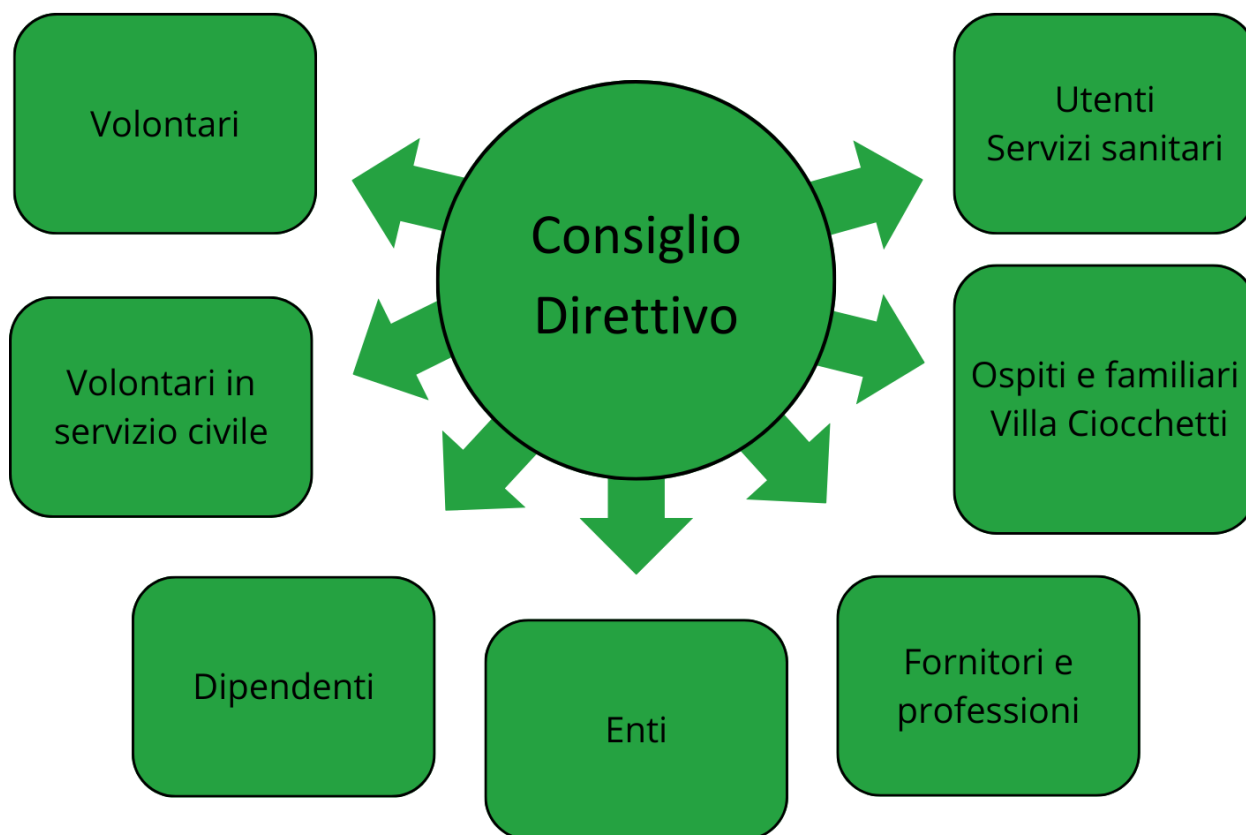 Volontari
Utenti
Servizi sanitari
Consiglio
Direttivo
Volontari in
servizio civile
Ospiti e familiari
Villa Ciocchetti
Dipendenti
Enti
Fornitori e
professioni